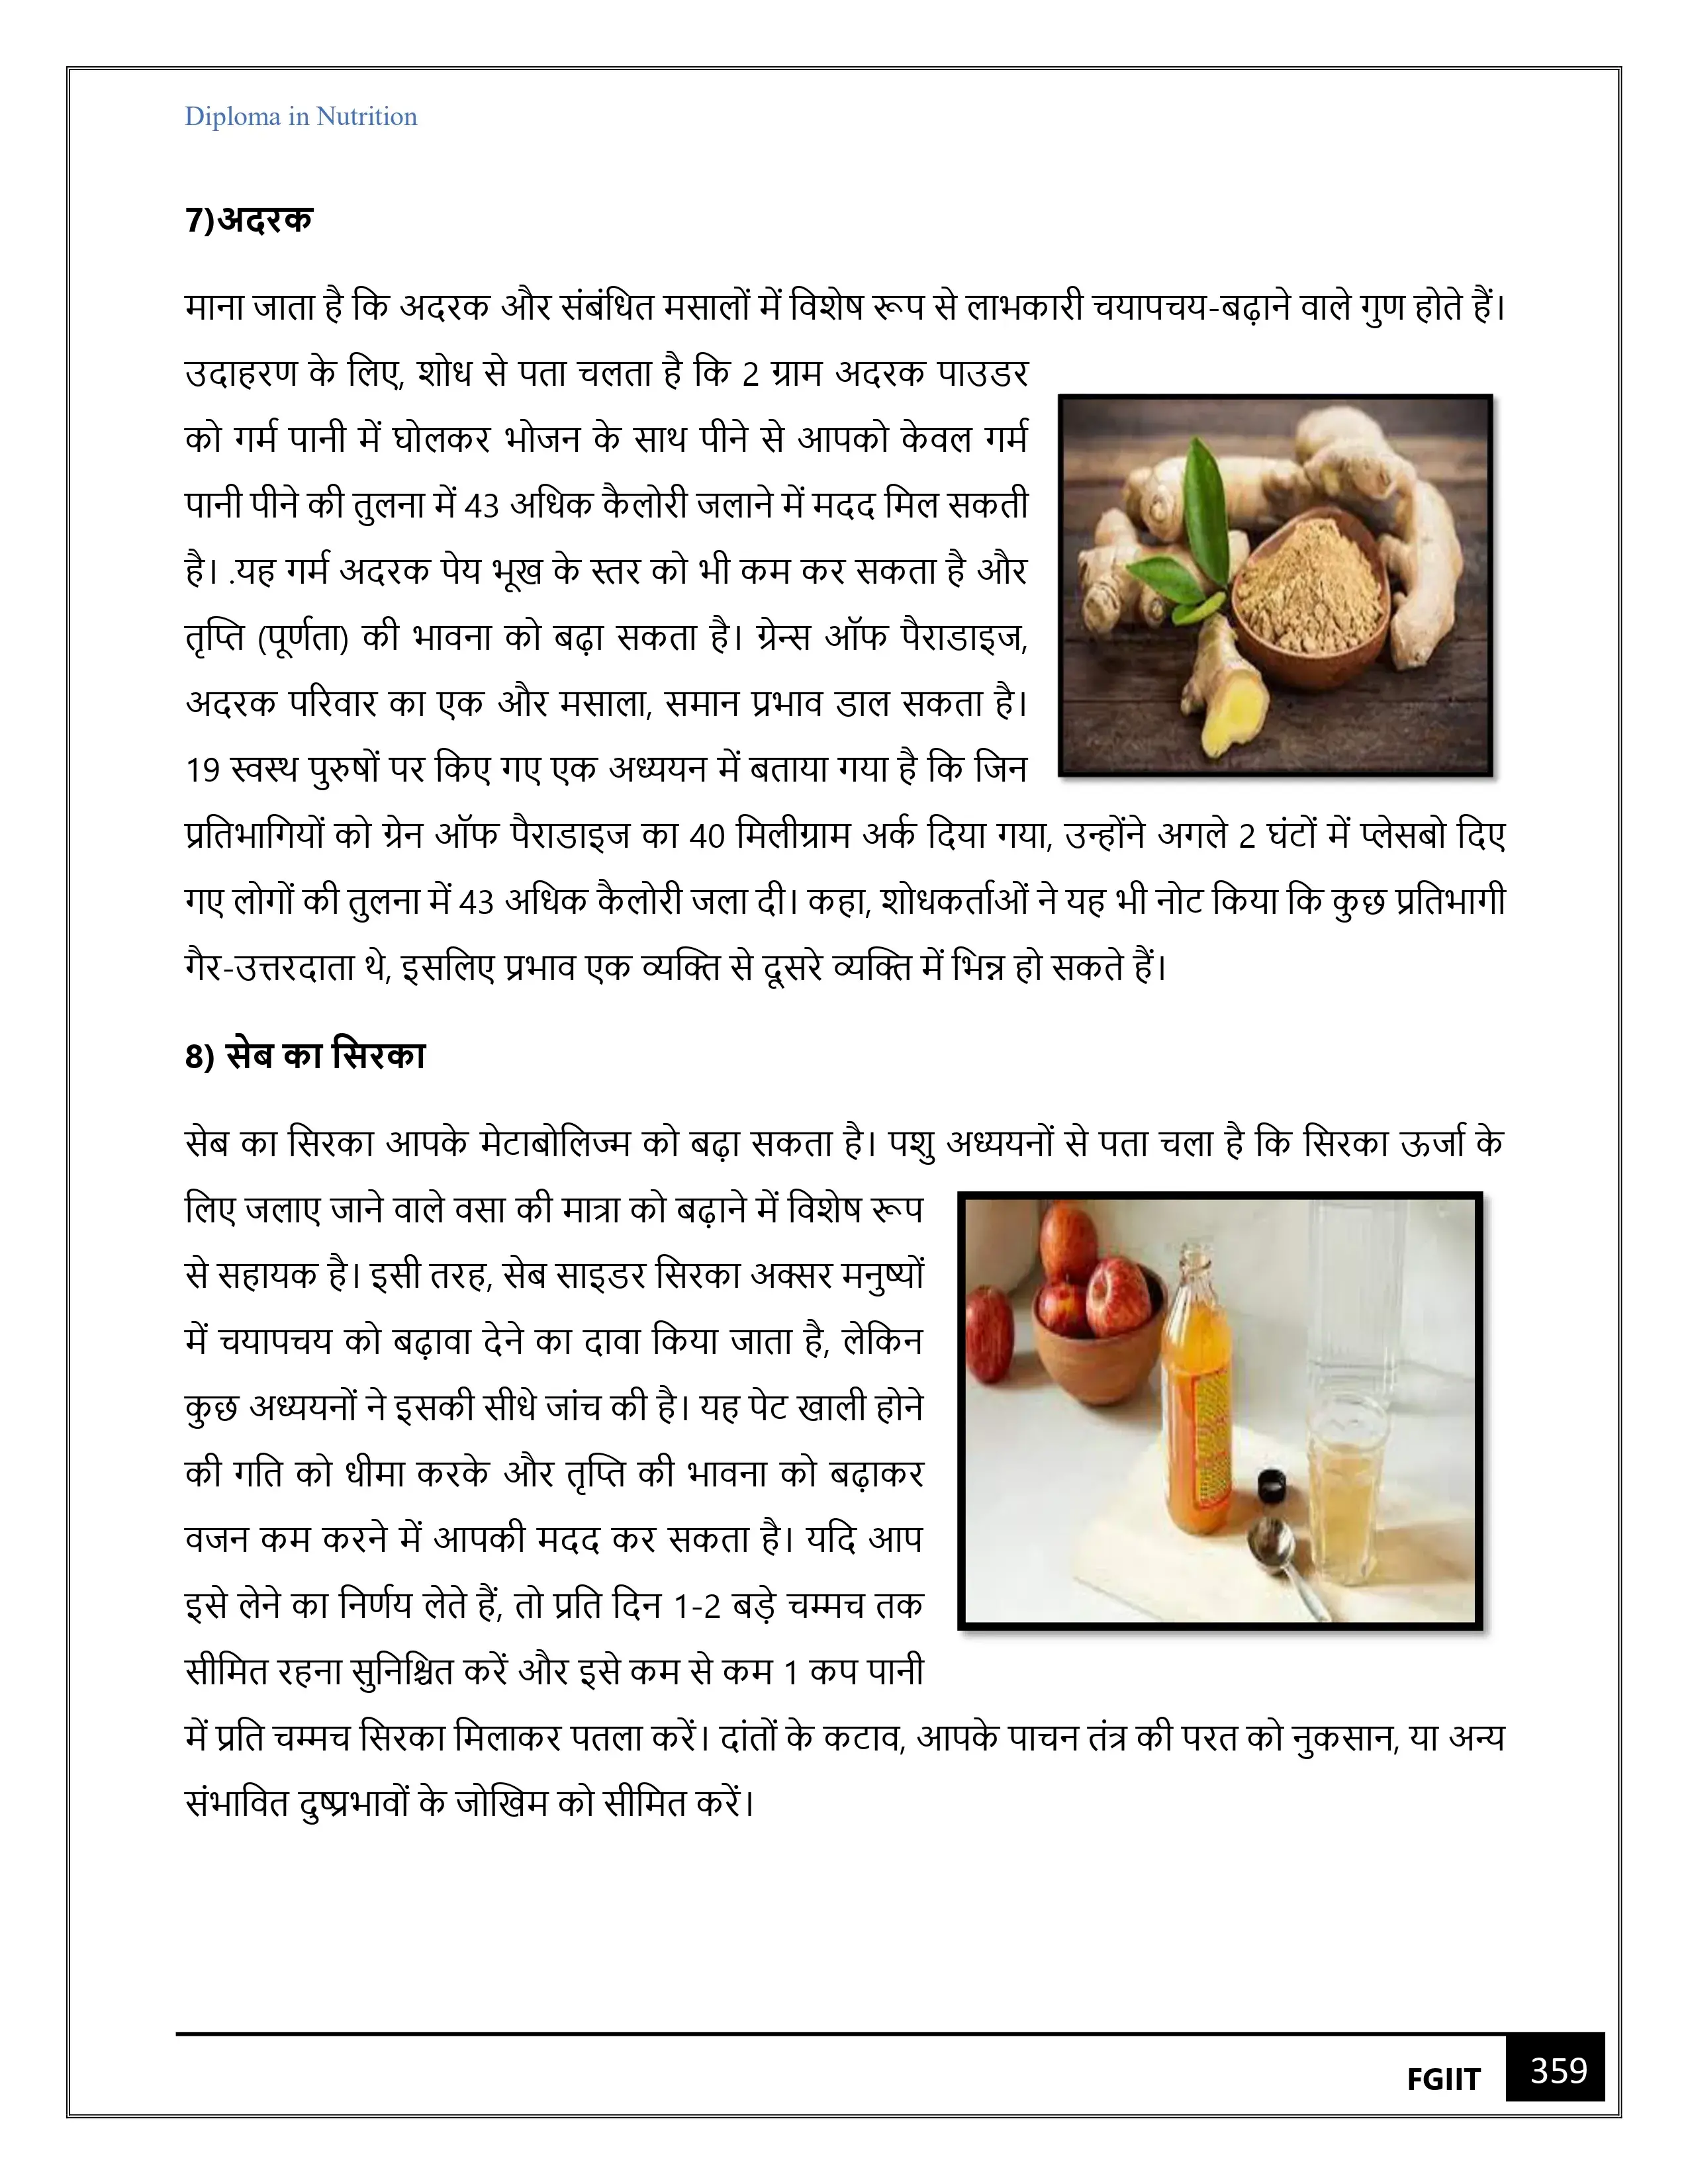 Diploma in Nutrition
7)अदरक
माना जाता है कि अदरक और संबंधित मसालों में विशेष रूप से लाभकारी चयापचय-बढ़ाने वाले गुण होते हैं।
उदाहरण के लिए, शोध से पता चलता है कि 2 ग्राम अदरक पाउडर
को गर्म पानी में घोलकर भोजन के साथ पीने से आपको केवल गर्म
पानी पीने की तुलना में 43 अधिक कैलोरी जलाने में मदद मिल सकती
है। .यह गर्म अदरक पेय भूख के स्तर को भी कम कर सकता है और
तृप्ति (पूर्णता) की भावना को बढ़ा सकता है। ग्रेन्स ऑफ पैराडाइज,
अदरक परिवार का एक और मसाला, समान प्रभाव डाल सकता है।
19 स्वस्थ पुरुषों पर किए गए एक अध्ययन में बताया गया है कि जिन
प्रतिभागियों को ग्रेन ऑफ पैराडाइज का 40 मिलीग्राम अर्क दिया गया, उन्होंने अगले 2 घंटों में प्लेसबो दिए
गए लोगों की तुलना में 43 अधिक कैलोरी जला दी। कहा, शोधकर्ताओं ने यह भी नोट किया कि कुछ प्रतिभागी
गैर-उत्तरदाता थे, इसलिए प्रभाव एक व्यक्ति से दूसरे व्यक्ति में भिन्न हो सकते हैं।
8) सेब का सिरका
सेब का सिरका आपके मेटाबोलिज्म को बढ़ा सकता है। पशु अध्ययनों से पता चला है कि सिरका ऊर्जा के
लिए जलाए जाने वाले वसा की मात्रा को बढ़ाने में विशेष रूप
से सहायक है। इसी तरह, सेब साइडर सिरका अक्सर मनुष्यों
में चयापचय को बढ़ावा देने का दावा किया जाता है, लेकिन
कुछ अध्ययनों ने इसकी सीधे जांच की है। यह पेट खाली होने
की गति को धीमा करके और तृप्ति की भावना को बढ़ाकर
वजन कम करने में आपकी मदद कर सकता है। यदि आप
इसे लेने का निर्णय लेते हैं, तो प्रति दिन 1-2 बड़े चम्मच तक
सीमित रहना सुनिश्चित करें और इसे कम से कम 1 कप पानी
में प्रति चम्मच सिरका मिलाकर पतला करें। दांतों के कटाव, आपके पाचन तंत्र की परत को नुकसान, या अन्य
संभावित दुष्प्रभावों के जोखिम को सीमित करें।
FGIIT 359